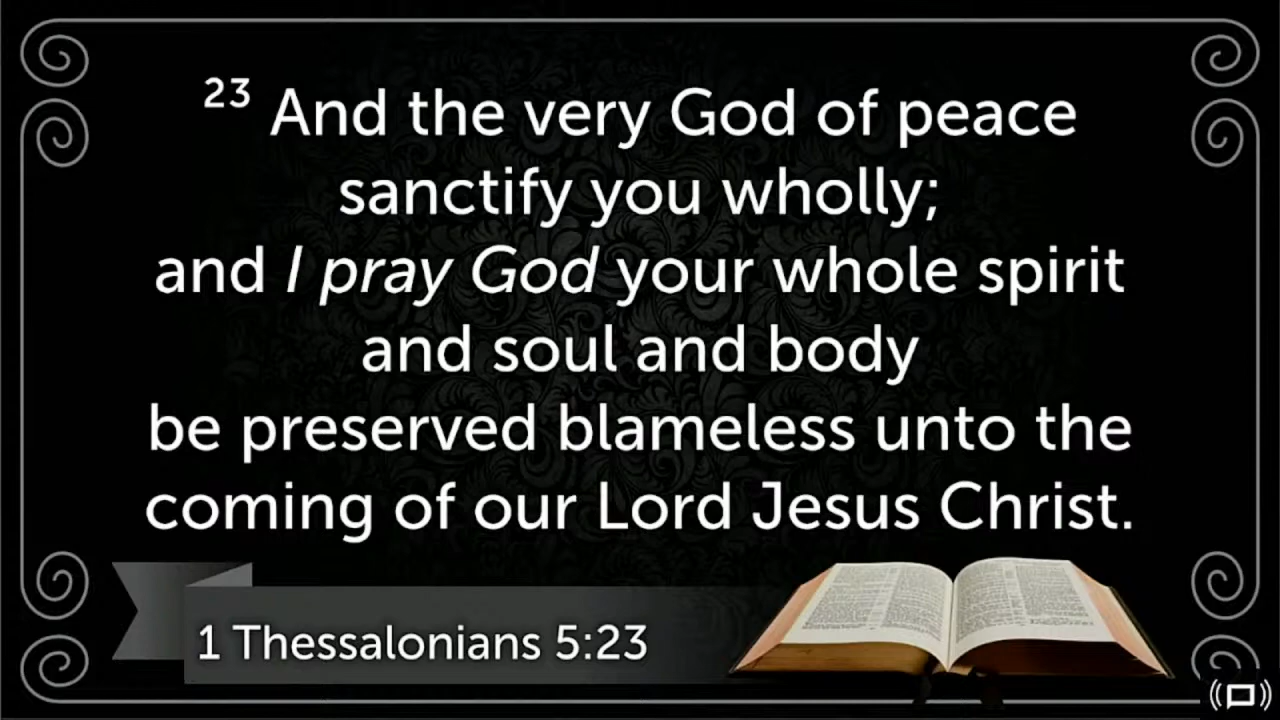 23 And the very God of peace
sanctify you wholly;
and I pray God your whole spirit
and soul and body
be preserved blameless unto the
coming of our Lord Jesus Christ.
1 Thessalonians 5:23